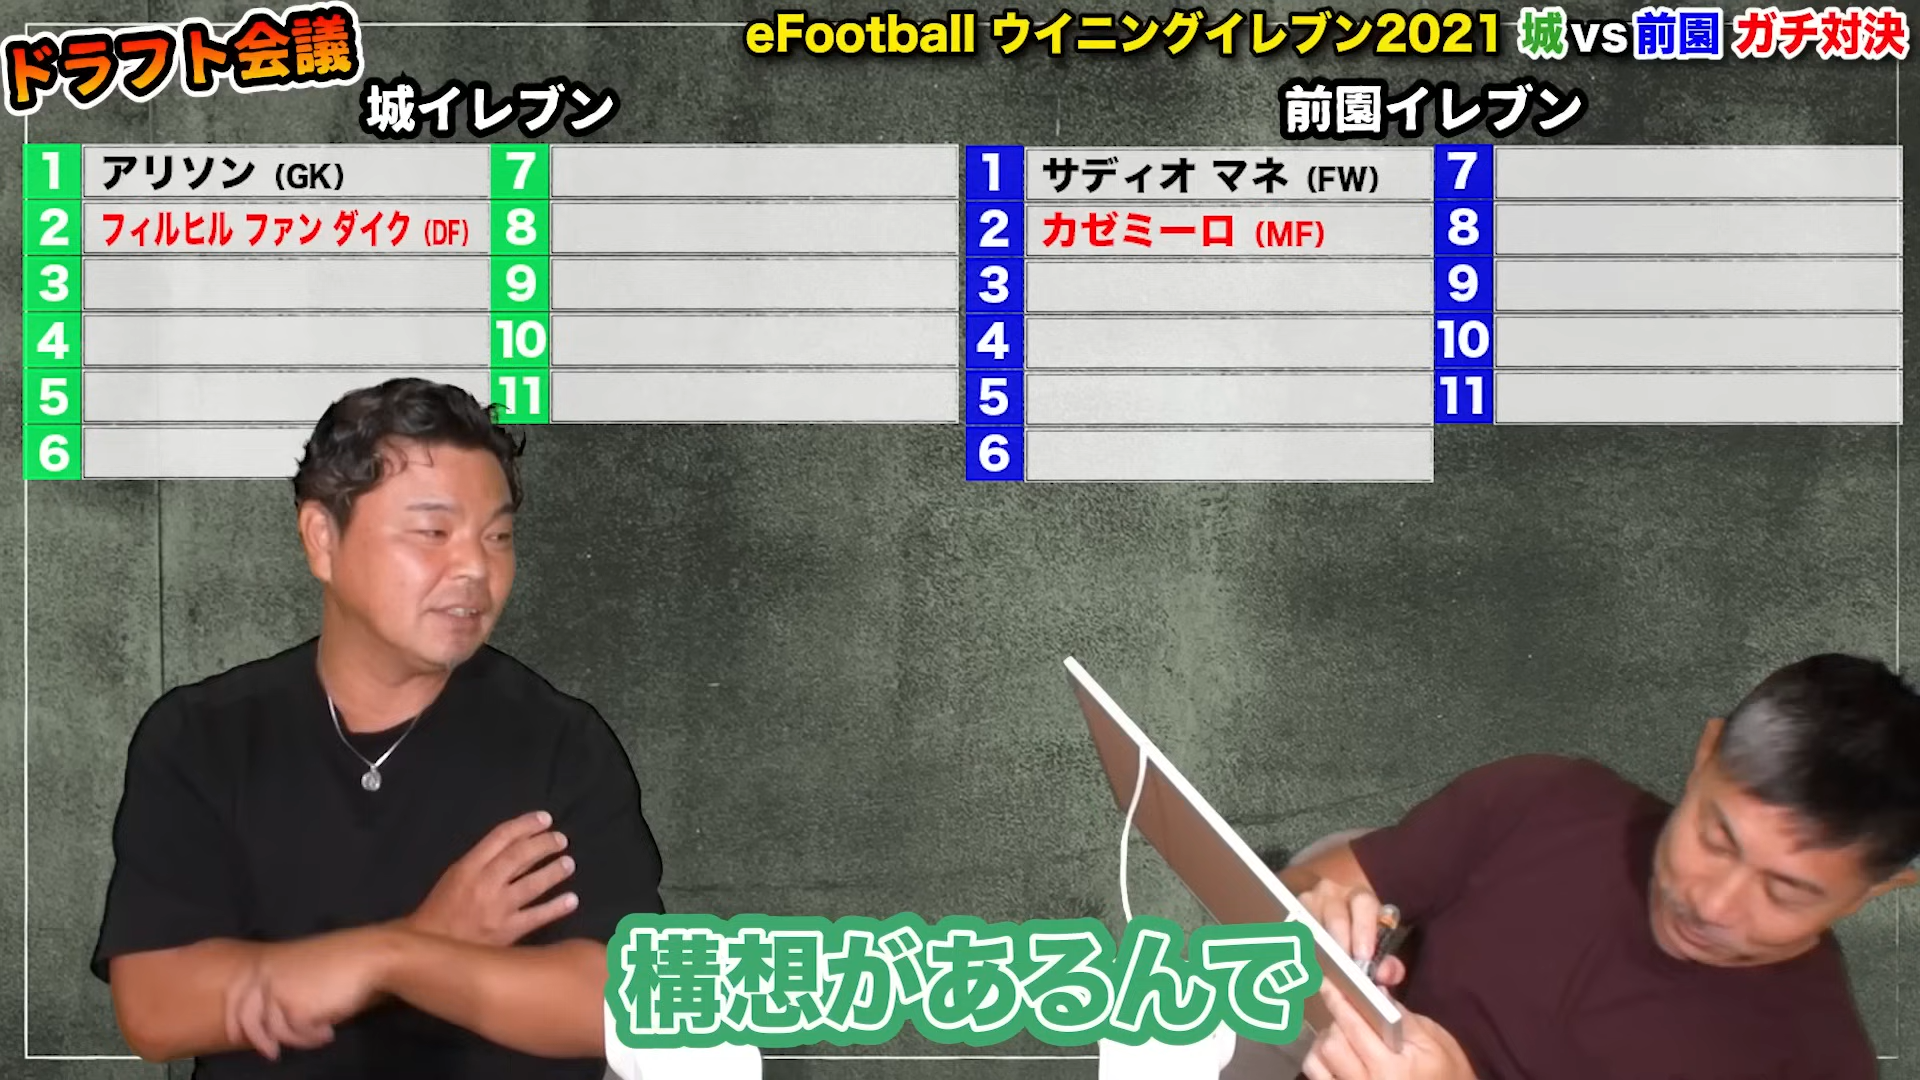 ドラフト会議
eFootball ウイニングイレブン2021 城vs前園 ガチ対決
城イレブン
1 アリソン (GK)
2 フィルヒル ファン ダイク (DF)
3
4
5
6
7
8
9
10
11
前園イレブン
1 サディオ マネ (FW)
2 カゼミーロ (MF)
3
4
5
6
7
8
9
10
11
構想があるんで